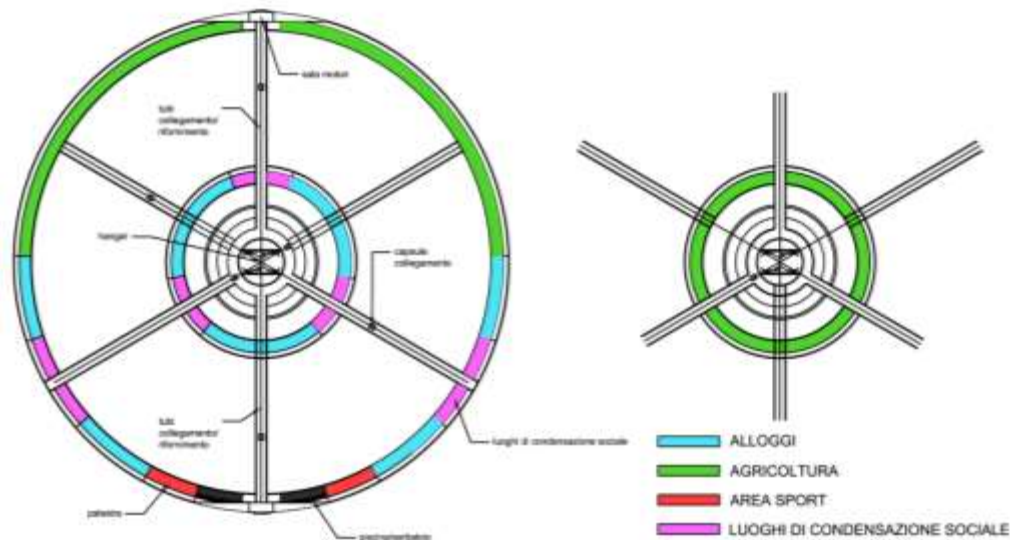 sala motori
tubi
collegamento/
rifornimento
hangar
capsule
collegamento
tubi
collegamento/
rifornimento
luoghi di condensazione sociale
palestra
ALLOGGI
AGRICOLTURA
AREA SPORT
LUOGHI DI CONDENSAZIONE SOCIALE